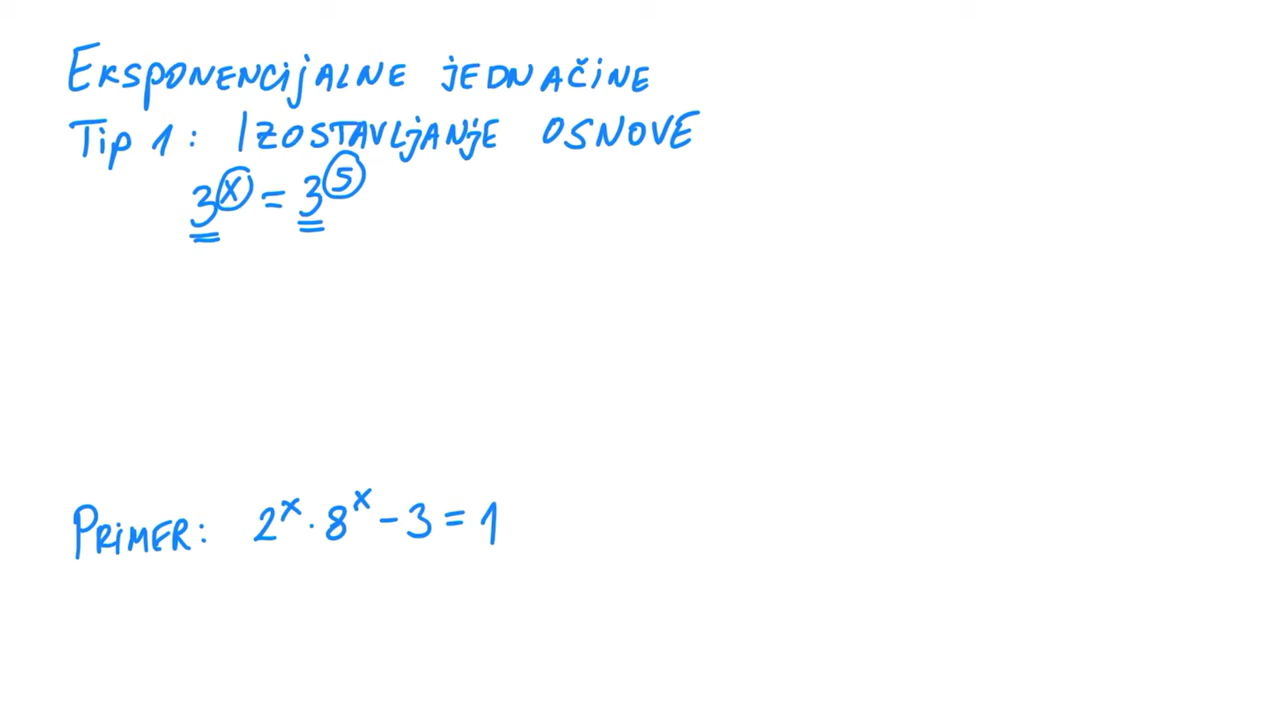 EKSPONENCIJALNE JEDNAČINE
Tip 1: IZOSTAVLJANJE OSNOVE
3^x = 3^5
PRIMER: 2^x · 8^x - 3 = 1